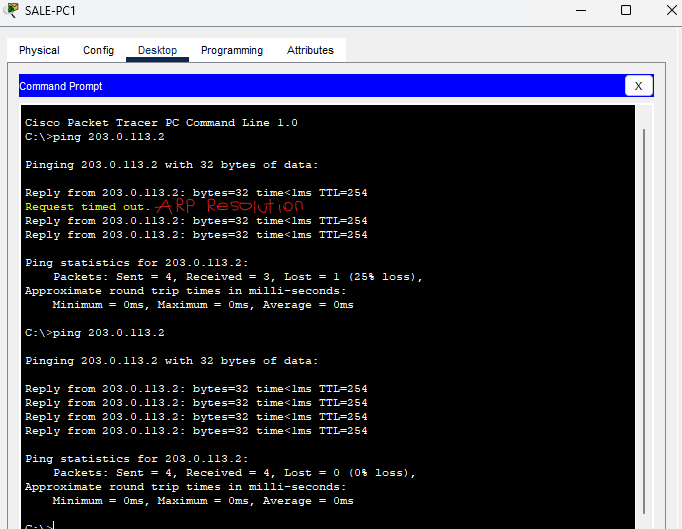 SALE-PC1
Physical Config Desktop Programming Attributes
Command Prompt X
Cisco Packet Tracer PC Command Line 1.0
C:\>ping 203.0.113.2
Pinging 203.0.113.2 with 32 bytes of data:
Reply from 203.0.113.2: bytes=32 time<1ms TTL=254
Request timed out. ARP Resolution
Reply from 203.0.113.2: bytes=32 time<1ms TTL=254
Reply from 203.0.113.2: bytes=32 time<1ms TTL=254
Ping statistics for 203.0.113.2:
Packets: Sent = 4, Received = 3, Lost = 1 (25% loss),
Approximate round trip times in milli-seconds:
Minimum = 0ms, Maximum = 0ms, Average = 0ms
C:\>ping 203.0.113.2
Pinging 203.0.113.2 with 32 bytes of data:
Reply from 203.0.113.2: bytes=32 time<1ms TTL=254
Reply from 203.0.113.2: bytes=32 time<1ms TTL=254
Reply from 203.0.113.2: bytes=32 time<1ms TTL=254
Reply from 203.0.113.2: bytes=32 time<1ms TTL=254
Ping statistics for 203.0.113.2:
Packets: Sent = 4, Received = 4, Lost = 0 (0% loss),
Approximate round trip times in milli-seconds:
Minimum = 0ms, Maximum = 0ms, Average = 0ms
C:\>